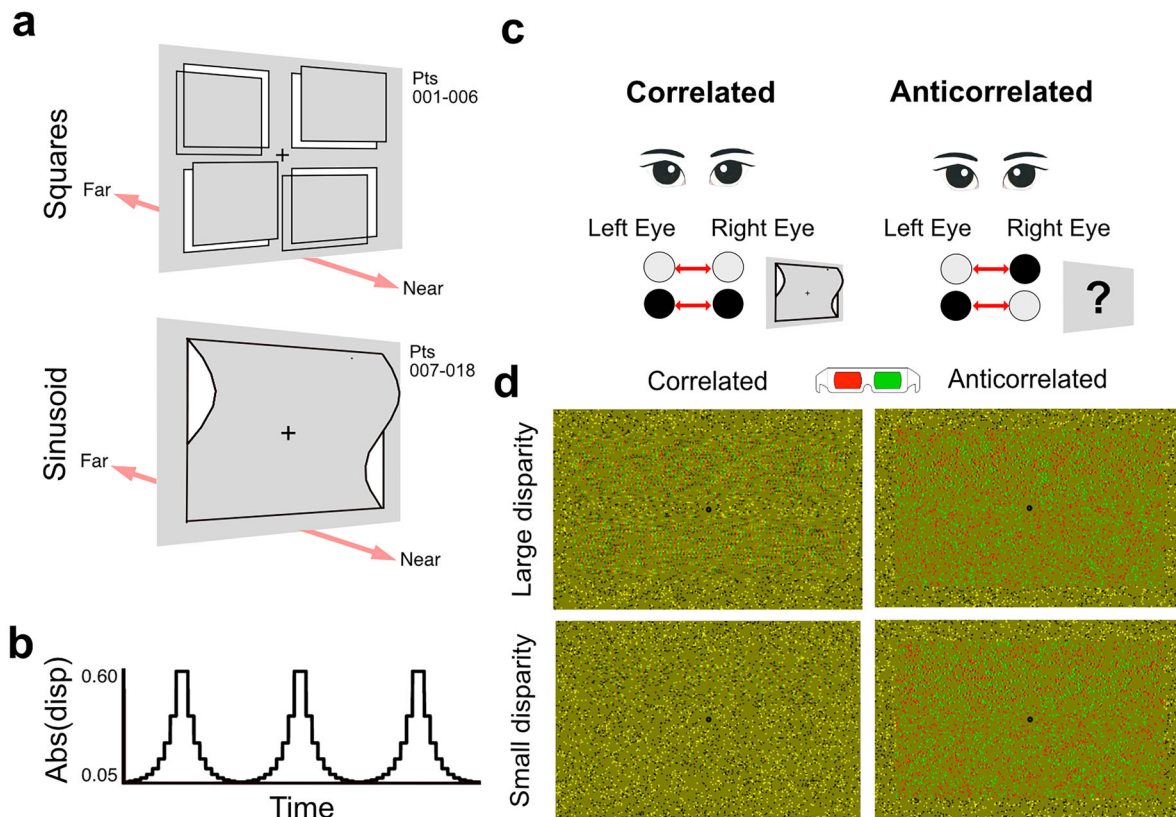 a
Squares
Pts
001-006
Far
Near
Sinusoid
Pts
007-018
Far
Near
b
Abs(disp)
0.60
0.05
Time
c
Correlated
Anticorrelated
Left Eye
Right Eye
Left Eye
Right Eye
?
d
Correlated
Anticorrelated
Large disparity
Small disparity